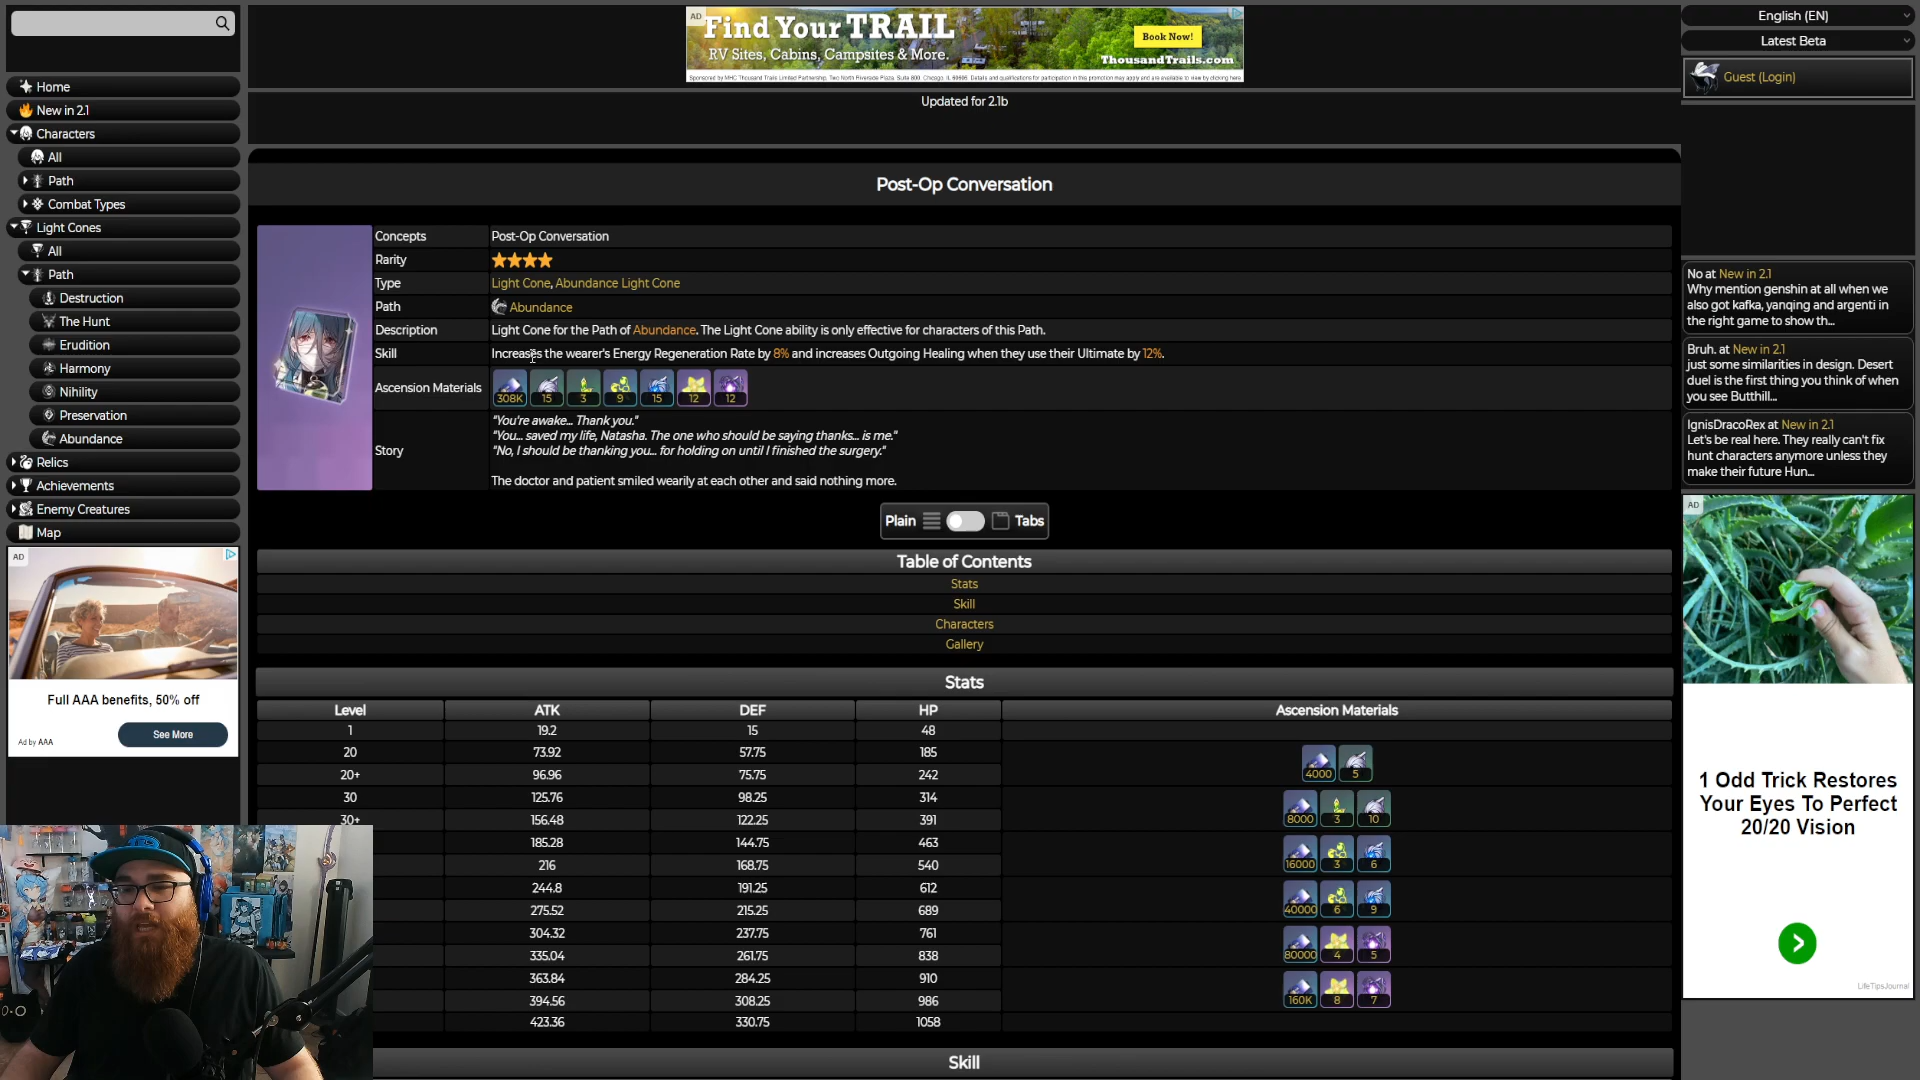 Home
New in 2.1
Characters
All
Path
Combat Types
Light Cones
All
Path
Destruction
The Hunt
Erudition
Harmony
Nihility
Preservation
Abundance
Relics
Achievements
Enemy Creatures
Map
AD
Full AAA benefits, 50% off
Ad by AAA
See More
AD
Find Your TRAIL
RV Sites, Cabins, Campsites & More.
Book Now!
ThousandTrails.com
Updated for 2.1b
Post-Op Conversation
Concepts Post-Op Conversation
Rarity
Type Light Cone, Abundance Light Cone
Path Abundance
Description Light Cone for the Path of Abundance. The Light Cone ability is only effective for characters of this Path.
Skill Increases the wearer's Energy Regeneration Rate by 8% and increases Outgoing Healing when they use their Ultimate by 12%.
Ascension Materials 308K 15 3 9 15 12 12
Story
"You're awake... Thank you."
"You... saved my life, Natasha. The one who should be saying thanks... is me."
"No, I should be thanking you... for holding on until I finished the surgery."
The doctor and patient smiled wearily at each other and said nothing more.
Plain Tabs
Table of Contents
Stats
Skill
Characters
Gallery
Stats
Level ATK DEF HP Ascension Materials
1 19.2 15 48
20 73.92 57.75 185
20+ 96.96 75.75 242
4000 5
30 125.76 98.25 314
30+ 156.48 122.25 391
8000 3 10
185.28 144.75 463
216 168.75 540
16000 3 6
244.8 191.25 612
275.52 215.25 689
40000 6 9
304.32 237.75 761
335.04 261.75 838
80000 4 5
363.84 284.25 910
394.56 308.25 986
160K 8 7
423.36 330.75 1058
Skill
English (EN)
Latest Beta
Guest (Login)
No at New in 2.1
Why mention genshin at all when we
also got kafka, yanqing and argenti in
the right game to show th...
Bruh. at New in 2.1
just some similarities in design. Desert
duel is the first thing you think of when
you see Butthill...
IgnisDracoRex at New in 2.1
Let's be real here. They really can't fix
hunt characters anymore unless they
make their future Hun...
AD
1 Odd Trick Restores
Your Eyes To Perfect
20/20 Vision
LifeTipsJournal